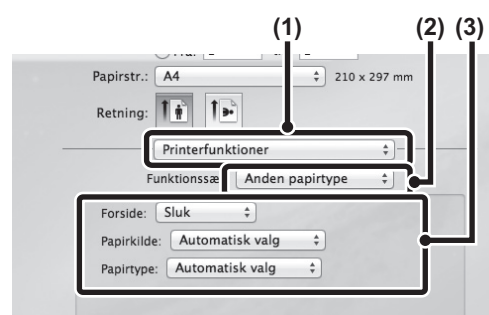 (1) (2) (3)
Papirstr.: A4 210 x 297 mm
Retning:
Printerfunktioner
Funktionssæ Anden papirtype
Forside: Sluk
Papirkilde: Automatisk valg
Papirtype: Automatisk valg